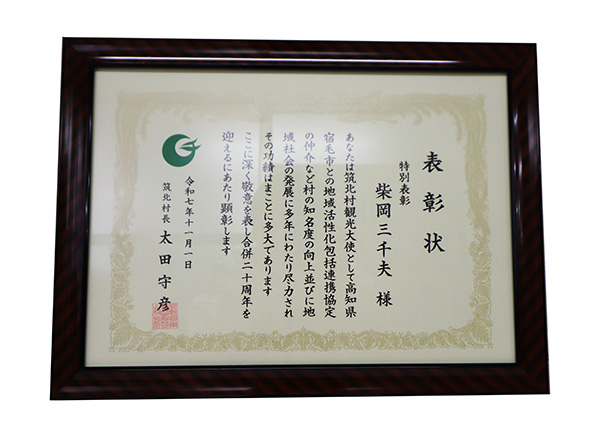 表彰状
特別表彰
柴岡三千夫 様
あなたは筑北村観光大使として高知県
宿毛市との地域活性化包括連携協定
の仲介など村の知名度の向上並びに地
域社会の発展に多年にわたり尽力され
その功績はまことに多大であります
ここに深く敬意を表し合併二十周年を
迎えるにあたり顕彰します
令和七年十一月一日
筑北村長 太田守彦